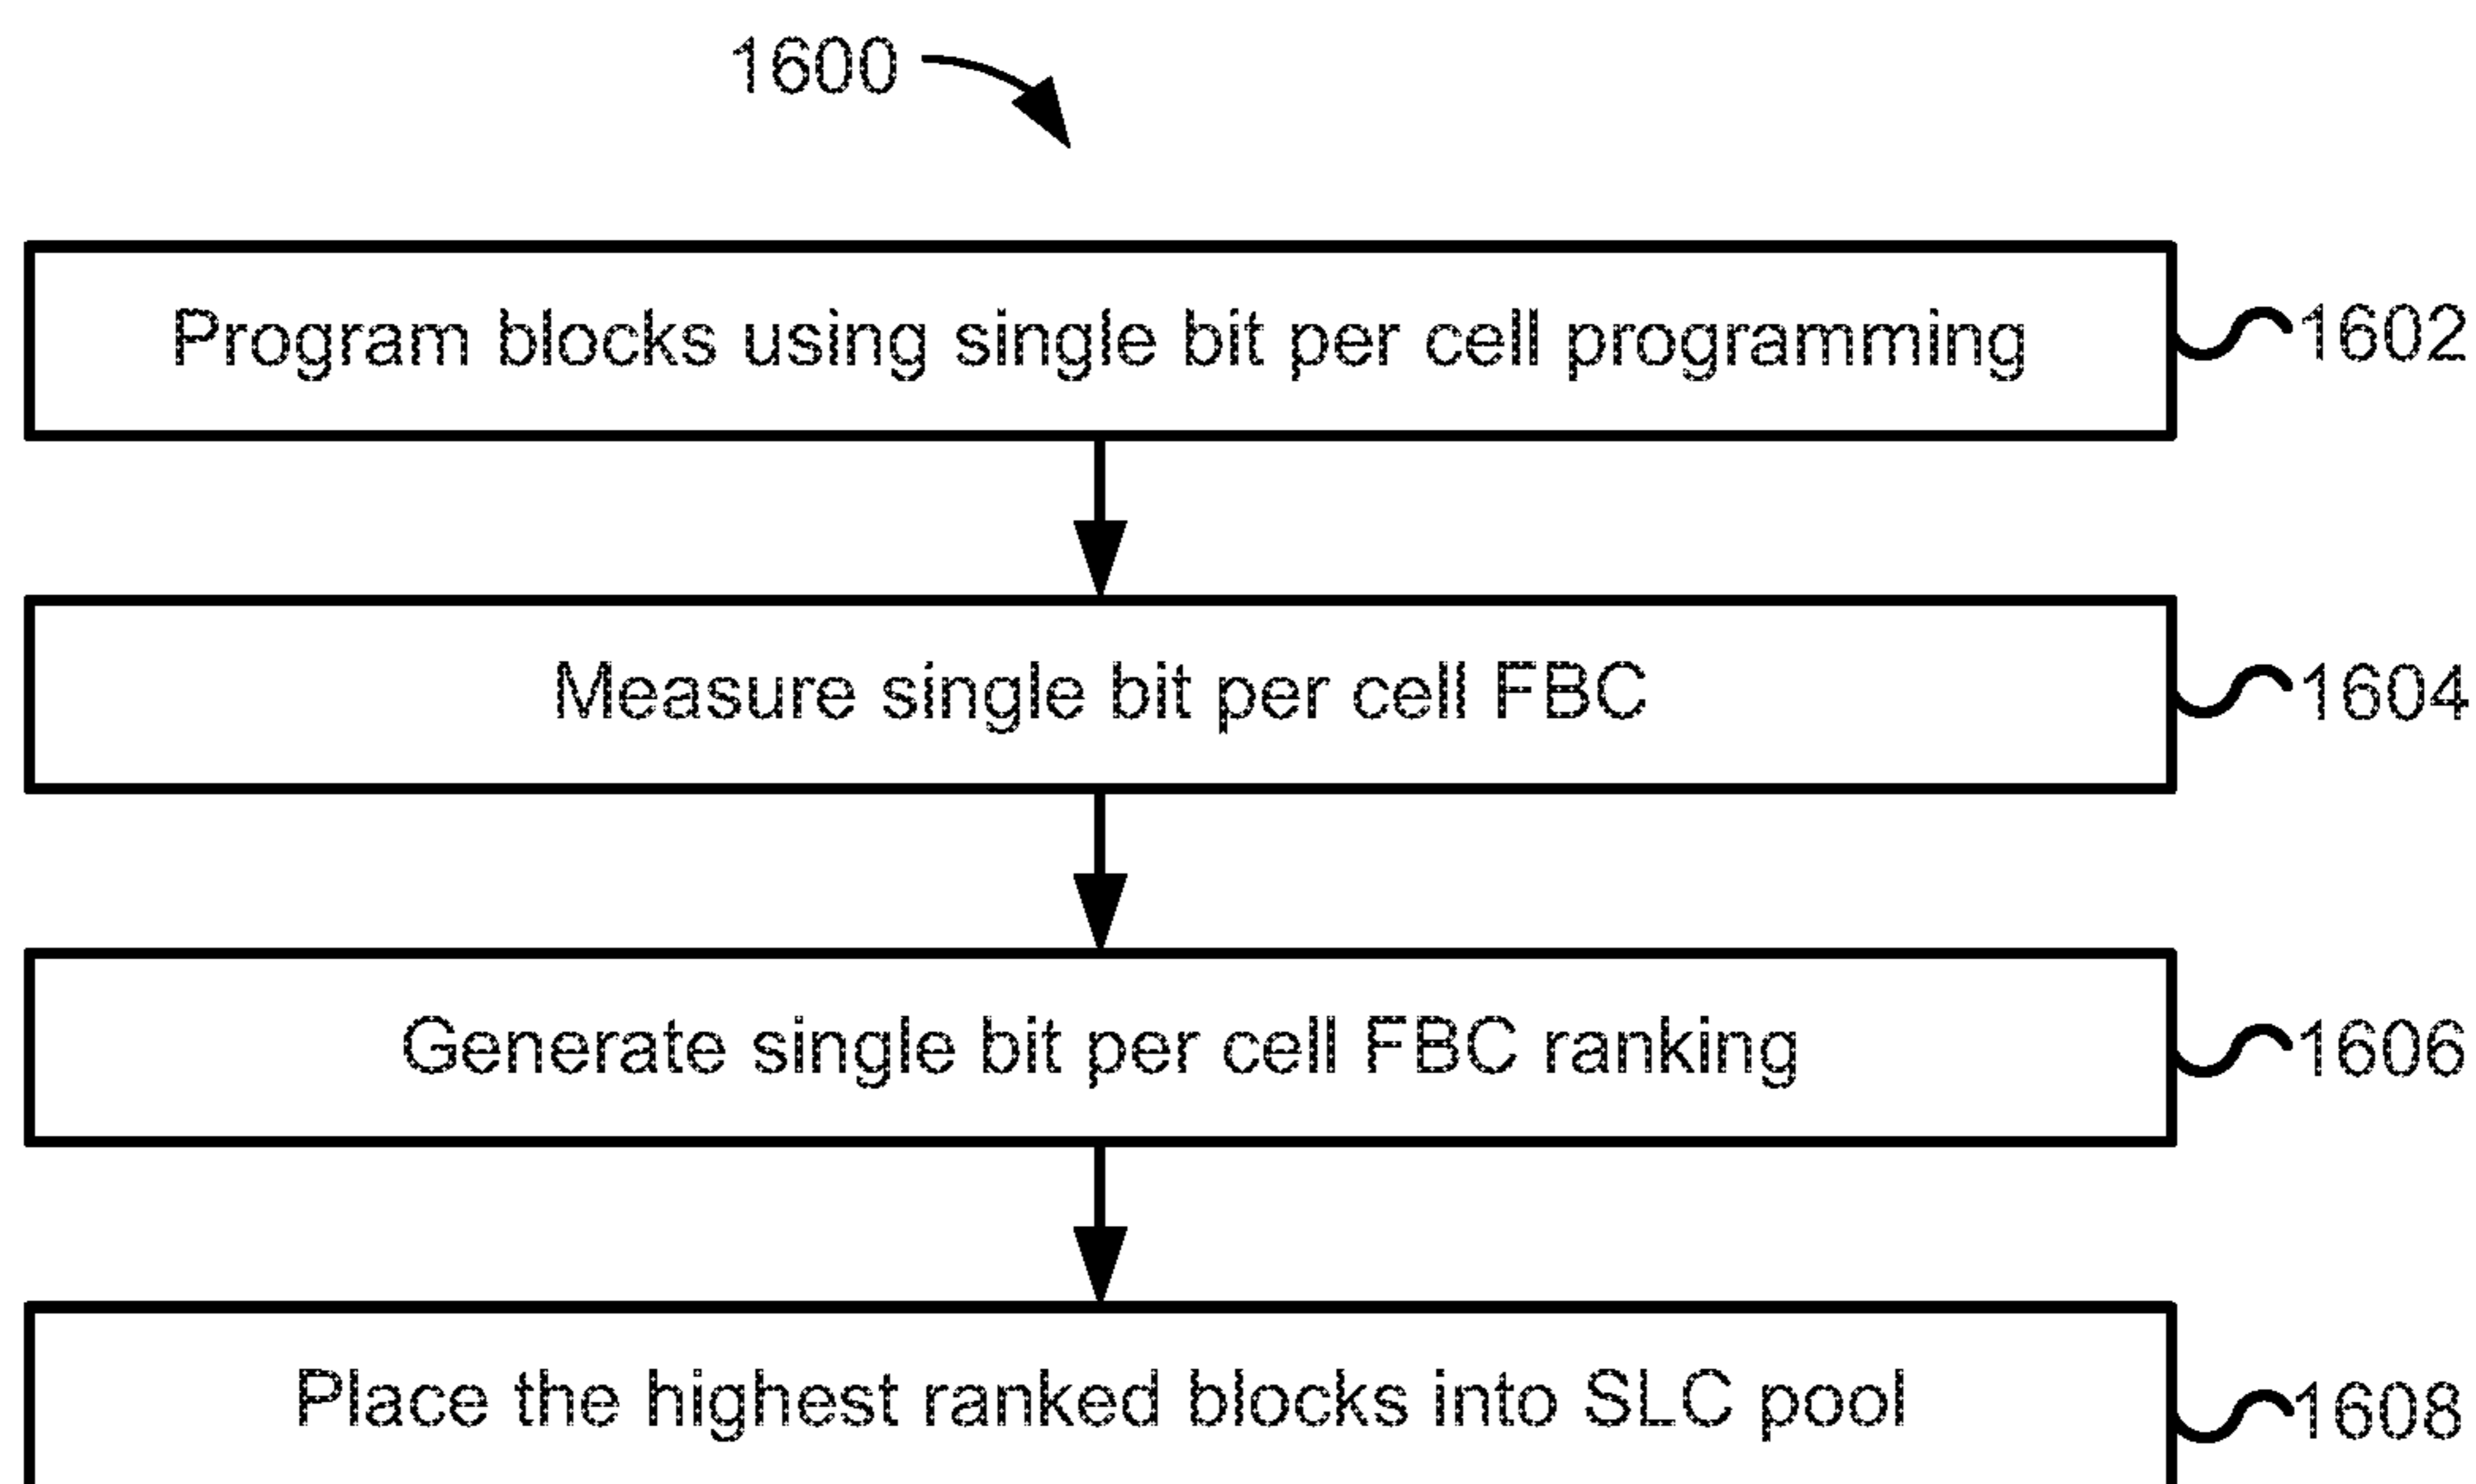 1600
Program blocks using single bit per cell programming 1602
Measure single bit per cell FBC 1604
Generate single bit per cell FBC ranking 1606
Place the highest ranked blocks into SLC pool 1608